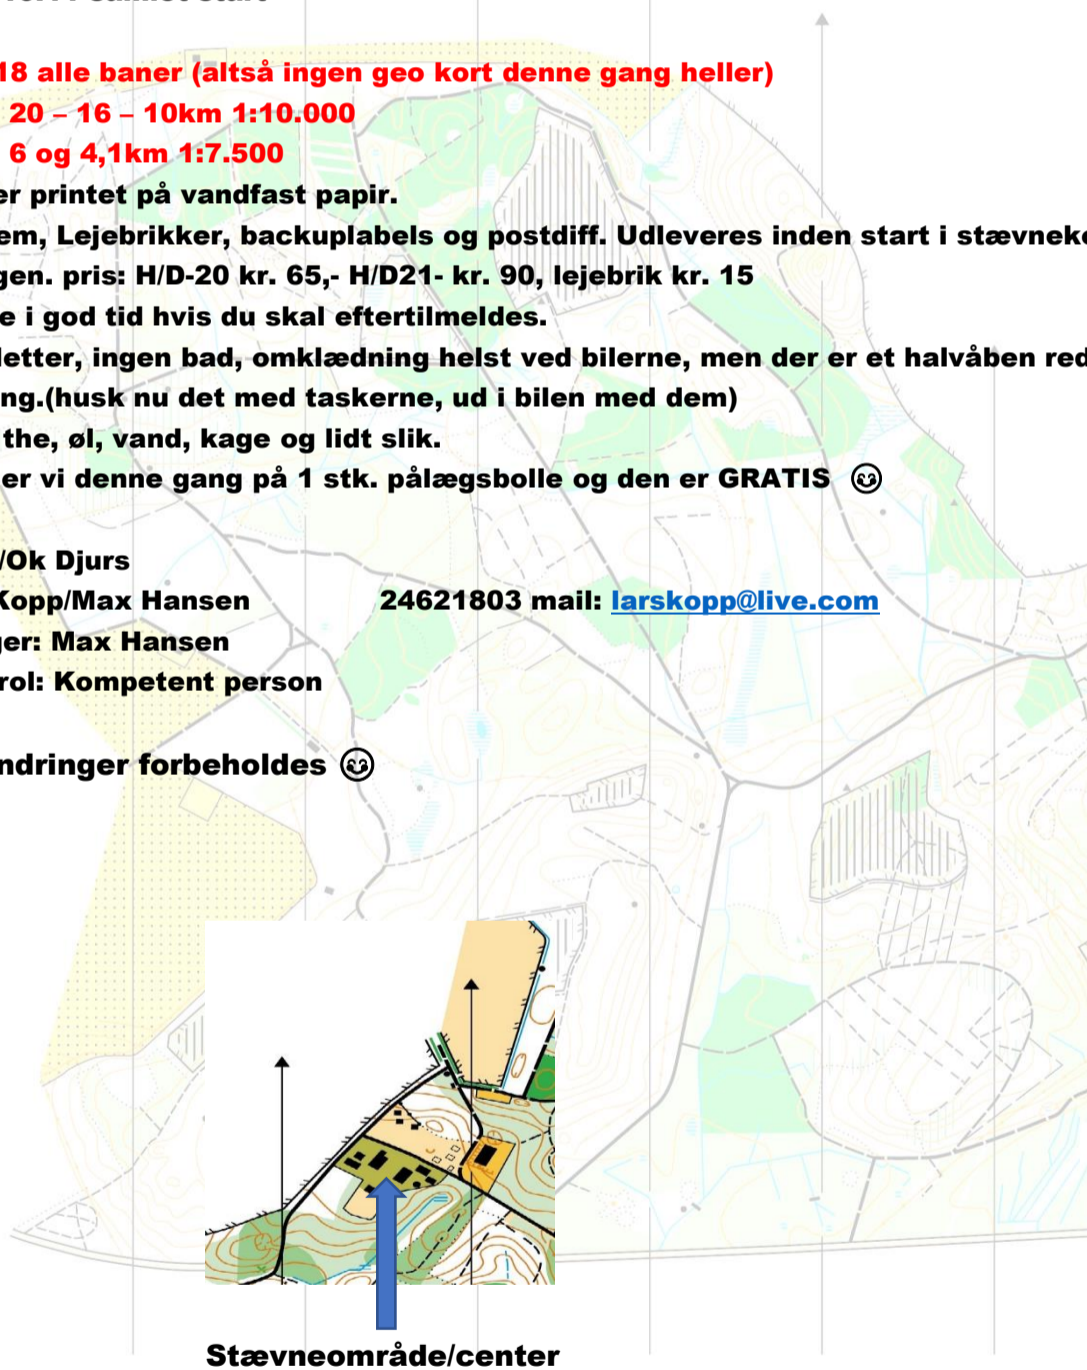 18 alle baner (altså ingen geo kort denne gang heller)
20 – 16 – 10km 1:10.000
6 og 4,1km 1:7.500
er printet på vandfast papir.
em, Lejebrikker, backuplabels og postdiff. Udleveres inden start i stævneko
gen. pris: H/D-20 kr. 65,- H/D21- kr. 90, lejebrik kr. 15
e i god tid hvis du skal eftertilmeldes.
letter, ingen bad, omklædning helst ved bilerne, men der er et halvåben red
ng.(husk nu det med taskerne, ud i bilen med dem)
the, øl, vand, kage og lidt slik.
er vi denne gang på 1 stk. pålægsbolle og den er GRATIS 😊
/Ok Djurs
Kopp/Max Hansen 24621803 mail: larskopp@live.com
ger: Max Hansen
rol: Kompetent person
ndringer forbeholdes 😊
Stævneområde/center